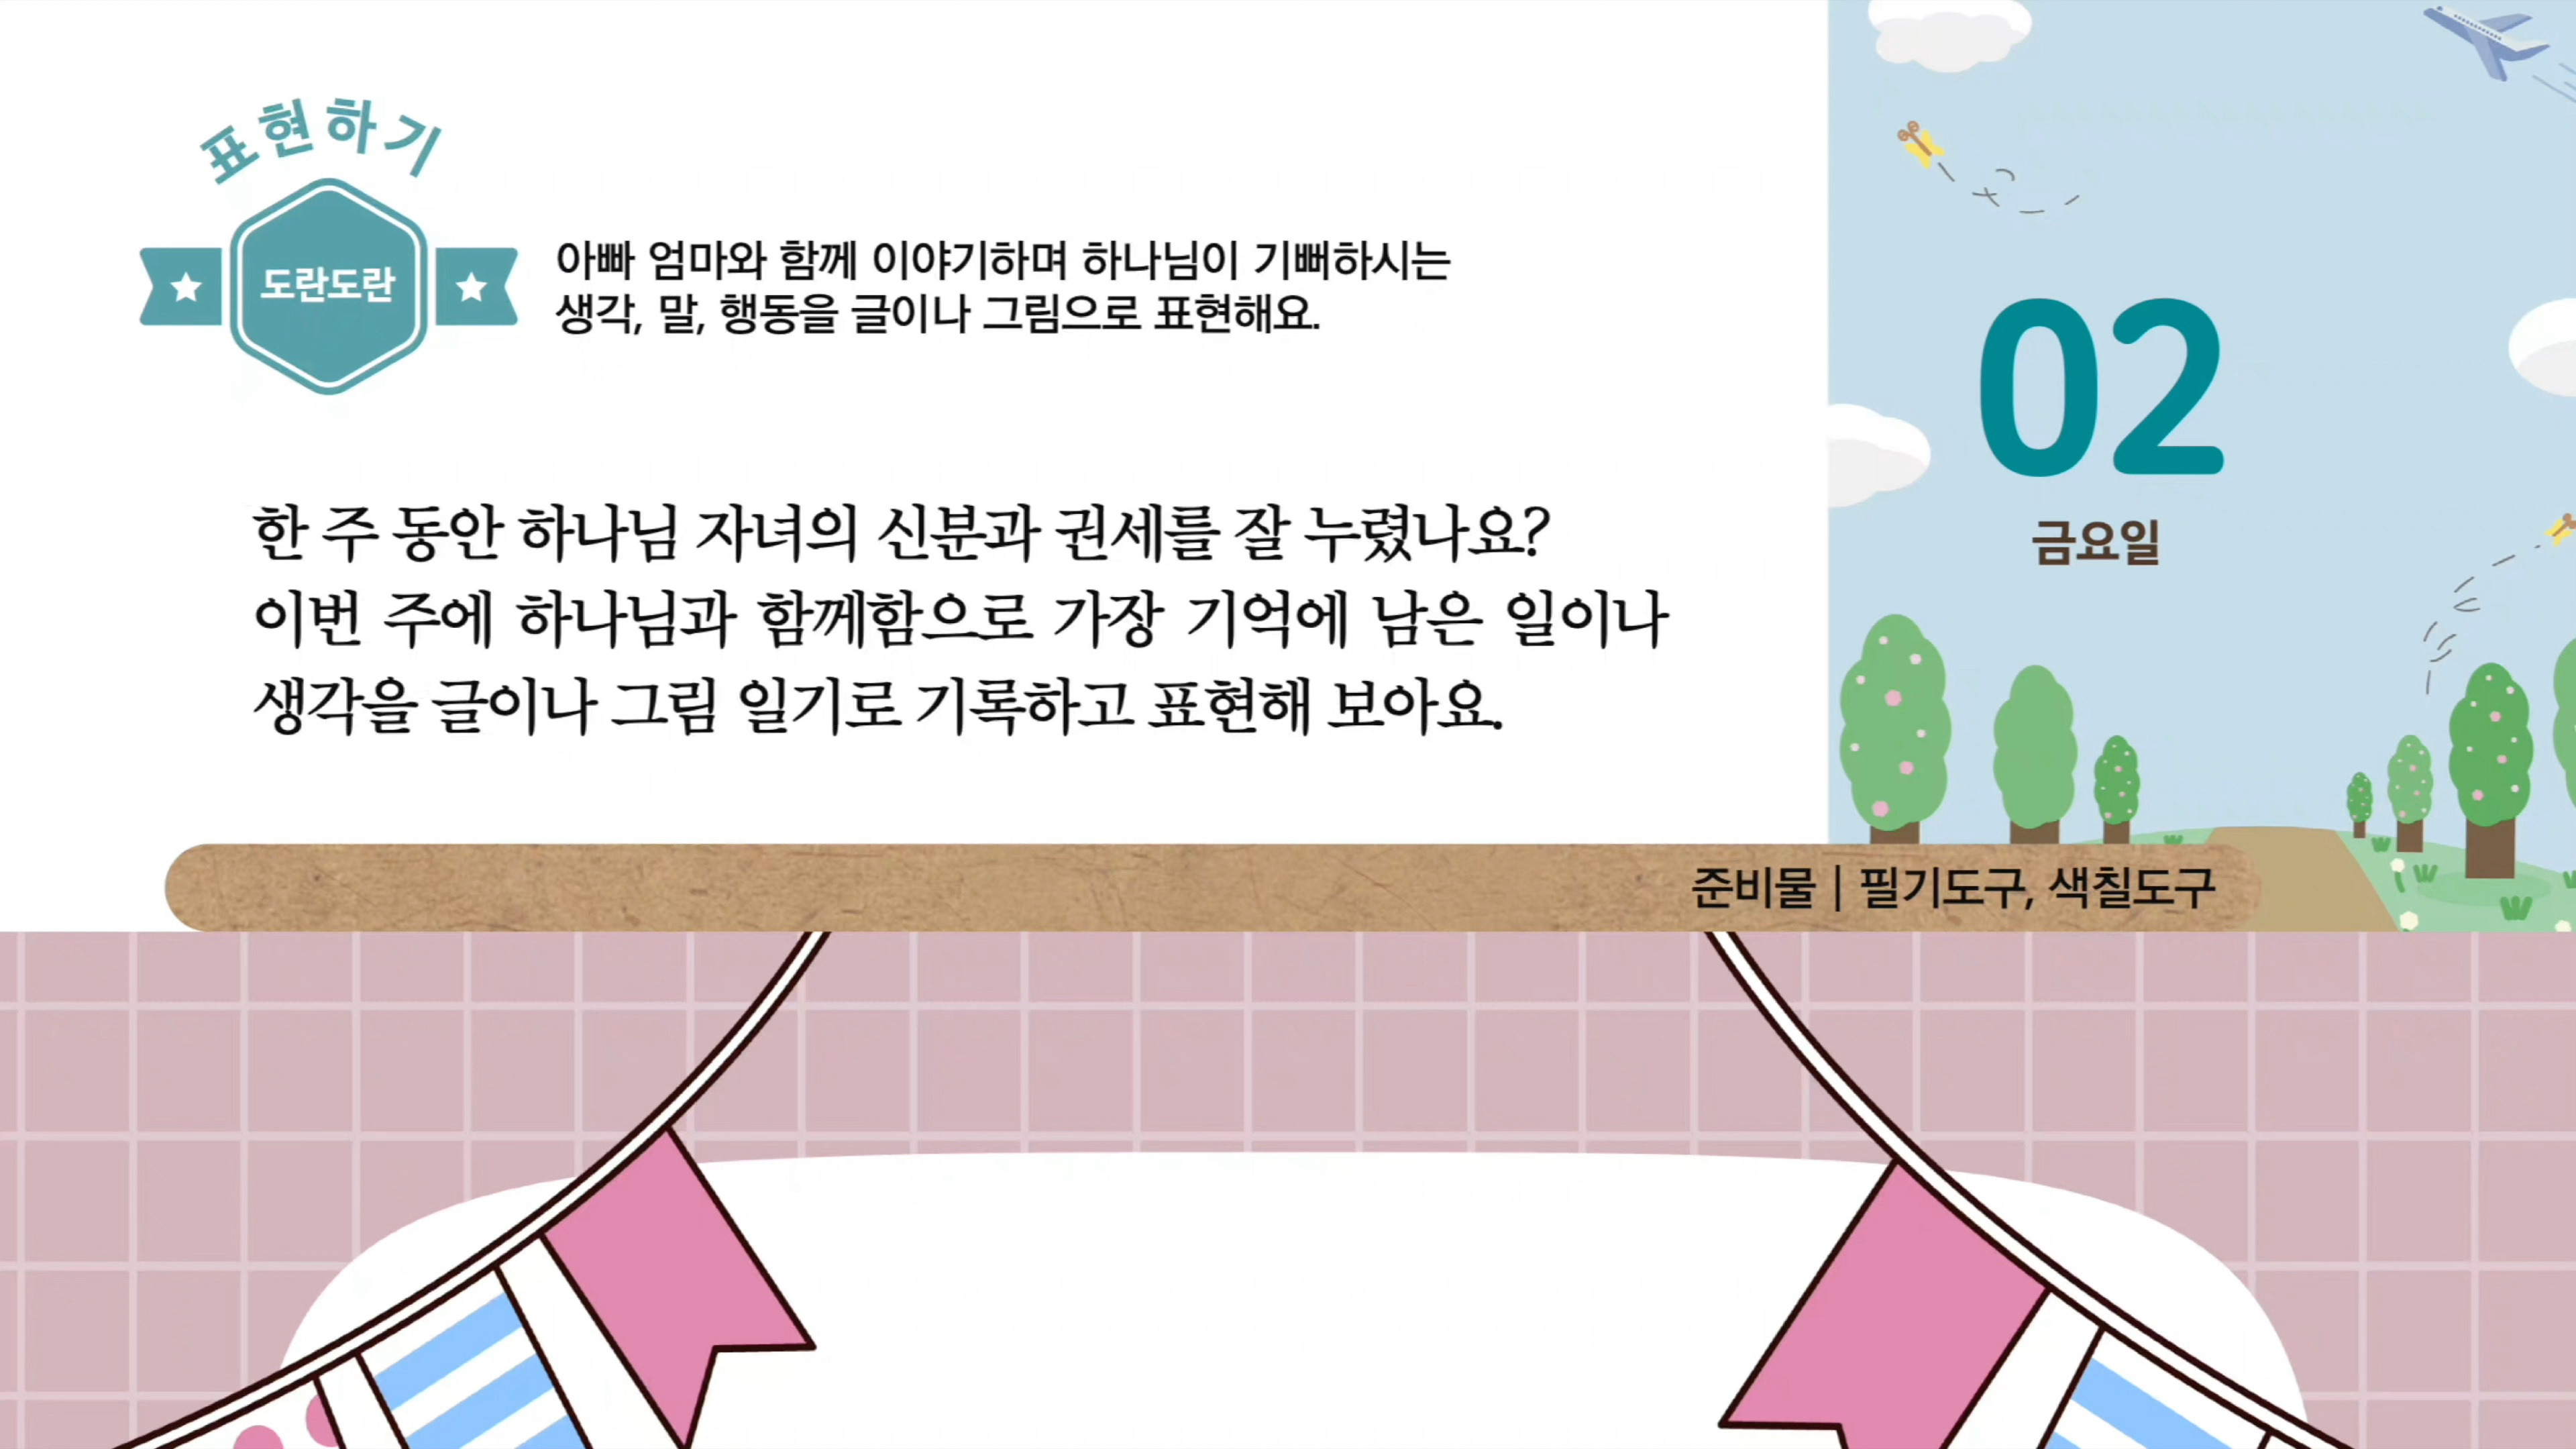 표현하기
도란도란
아빠 엄마와 함께 이야기하며 하나님이 기뻐하시는
생각, 말, 행동을 글이나 그림으로 표현해요.
한 주 동안 하나님 자녀의 신분과 권세를 잘 누렸나요?
이번 주에 하나님과 함께함으로 가장 기억에 남은 일이나
생각을 글이나 그림 일기로 기록하고 표현해 보아요.
02
금요일
준비물 | 필기도구, 색칠도구